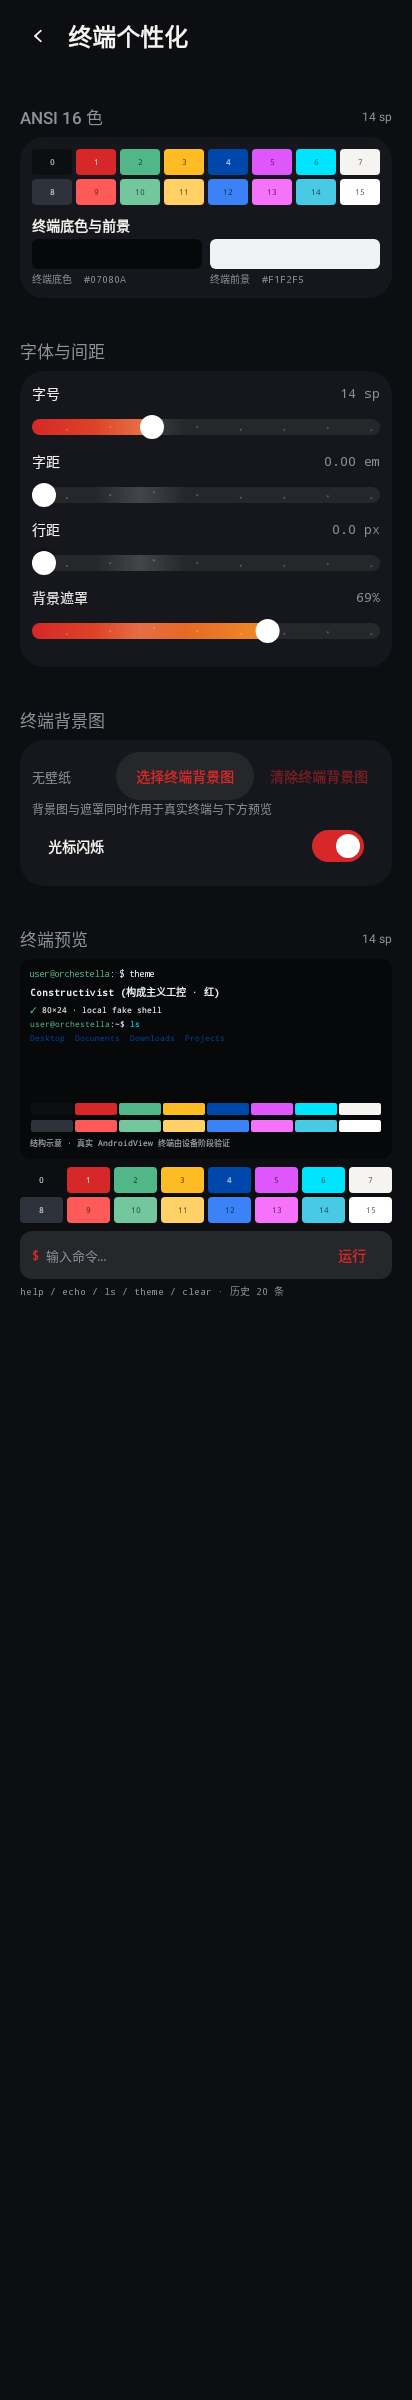 终端个性化
ANSI 16 色 14 sp
0 1 2 3 4 5 6 7
8 9 10 11 12 13 14 15
终端底色与前景
终端底色 #07080A 终端前景 #F1F2F5
字体与间距
字号 14 sp
字距 0.00 em
行距 0.0 px
背景遮罩 69%
终端背景图
无壁纸 选择终端背景图 清除终端背景图
背景图与遮罩同时作用于真实终端与下方预览
光标闪烁
终端预览 14 sp
user@orchestella:~$ theme
Constructivist (构成主义工控 · 红)
✓ 80×24 · local fake shell
user@orchestella:~$ ls
Desktop Documents Downloads Projects
结构示意 · 真实 AndroidView 终端由设备阶段验证
0 1 2 3 4 5 6 7
8 9 10 11 12 13 14 15
$ 输入命令… 运行
help / echo / ls / theme / clear · 历史 20 条